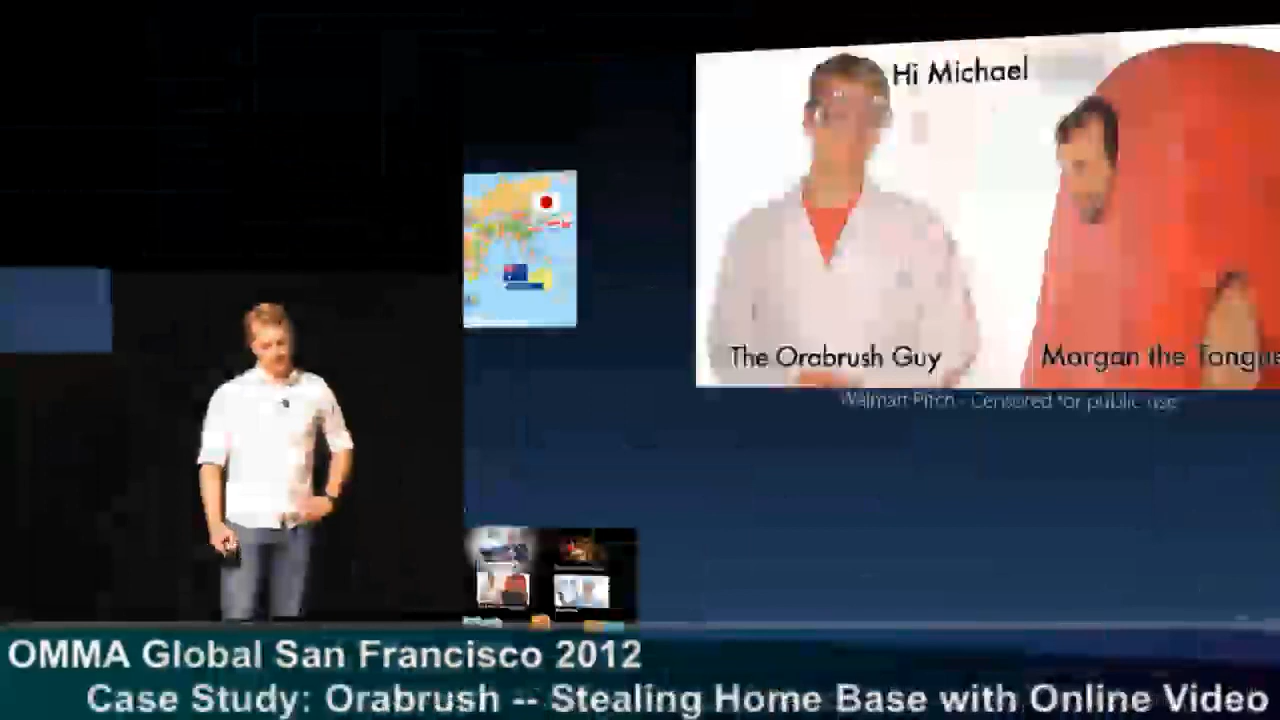 Hi Michael
The Orabrush Guy
Morgan the Tongue
Walmart Pitch - Censored for public use
OMMA Global San Francisco 2012
Case Study: Orabrush -- Stealing Home Base with Online Video